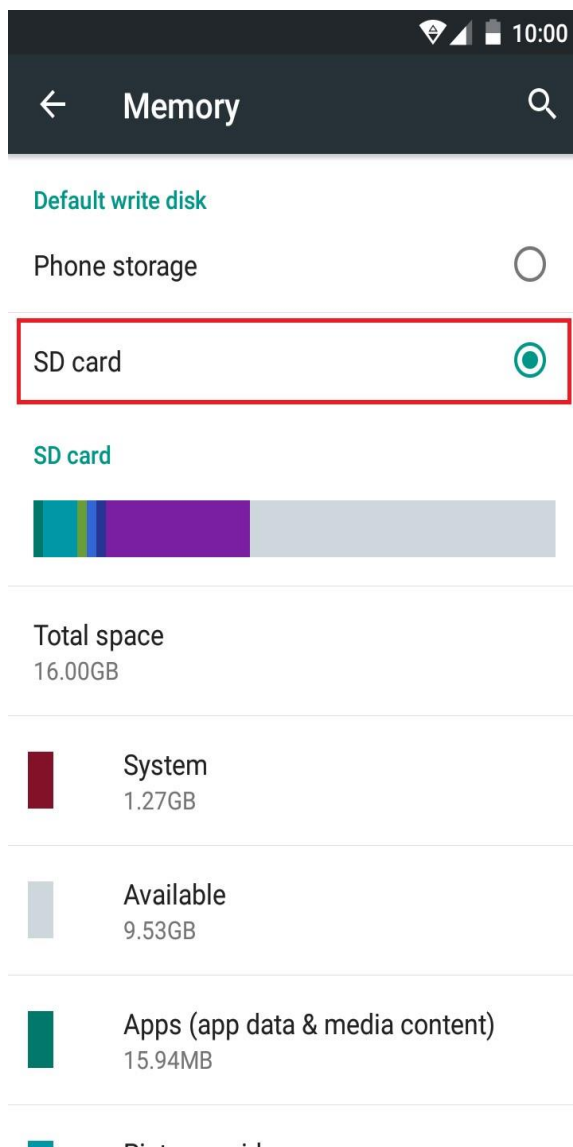 10:00
Memory
Default write disk
Phone storage
SD card
SD card
Total space
16.00GB
System
1.27GB
Available
9.53GB
Apps (app data & media content)
15.94MB